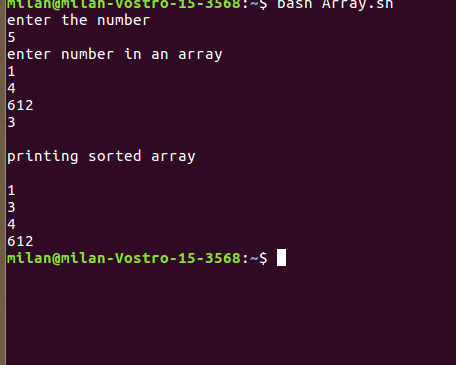 milan@milan-Vostro-15-3568:~$ bash Array.sh
enter the number
5
enter number in an array
1
4
612
3
printing sorted array
1
3
4
612
milan@milan-Vostro-15-3568:~$